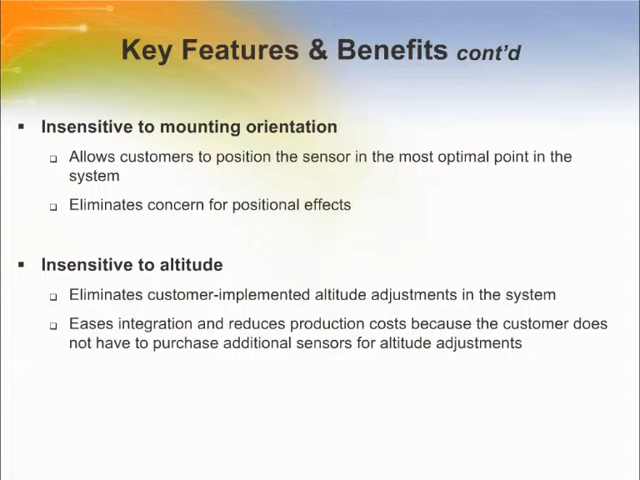 Key Features & Benefits cont'd
▪ Insensitive to mounting orientation
❑ Allows customers to position the sensor in the most optimal point in the
system
❑ Eliminates concern for positional effects
▪ Insensitive to altitude
❑ Eliminates customer-implemented altitude adjustments in the system
❑ Eases integration and reduces production costs because the customer does
not have to purchase additional sensors for altitude adjustments